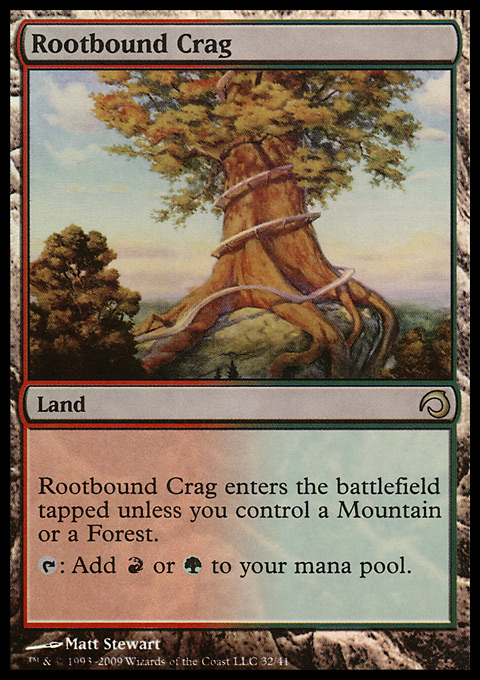 Rootbound Crag
Land
Rootbound Crag enters the battlefield
tapped unless you control a Mountain
or a Forest.
: Add or to your mana pool.
Matt Stewart
™ & © 1993-2009 Wizards of the Coast LLC 32/41